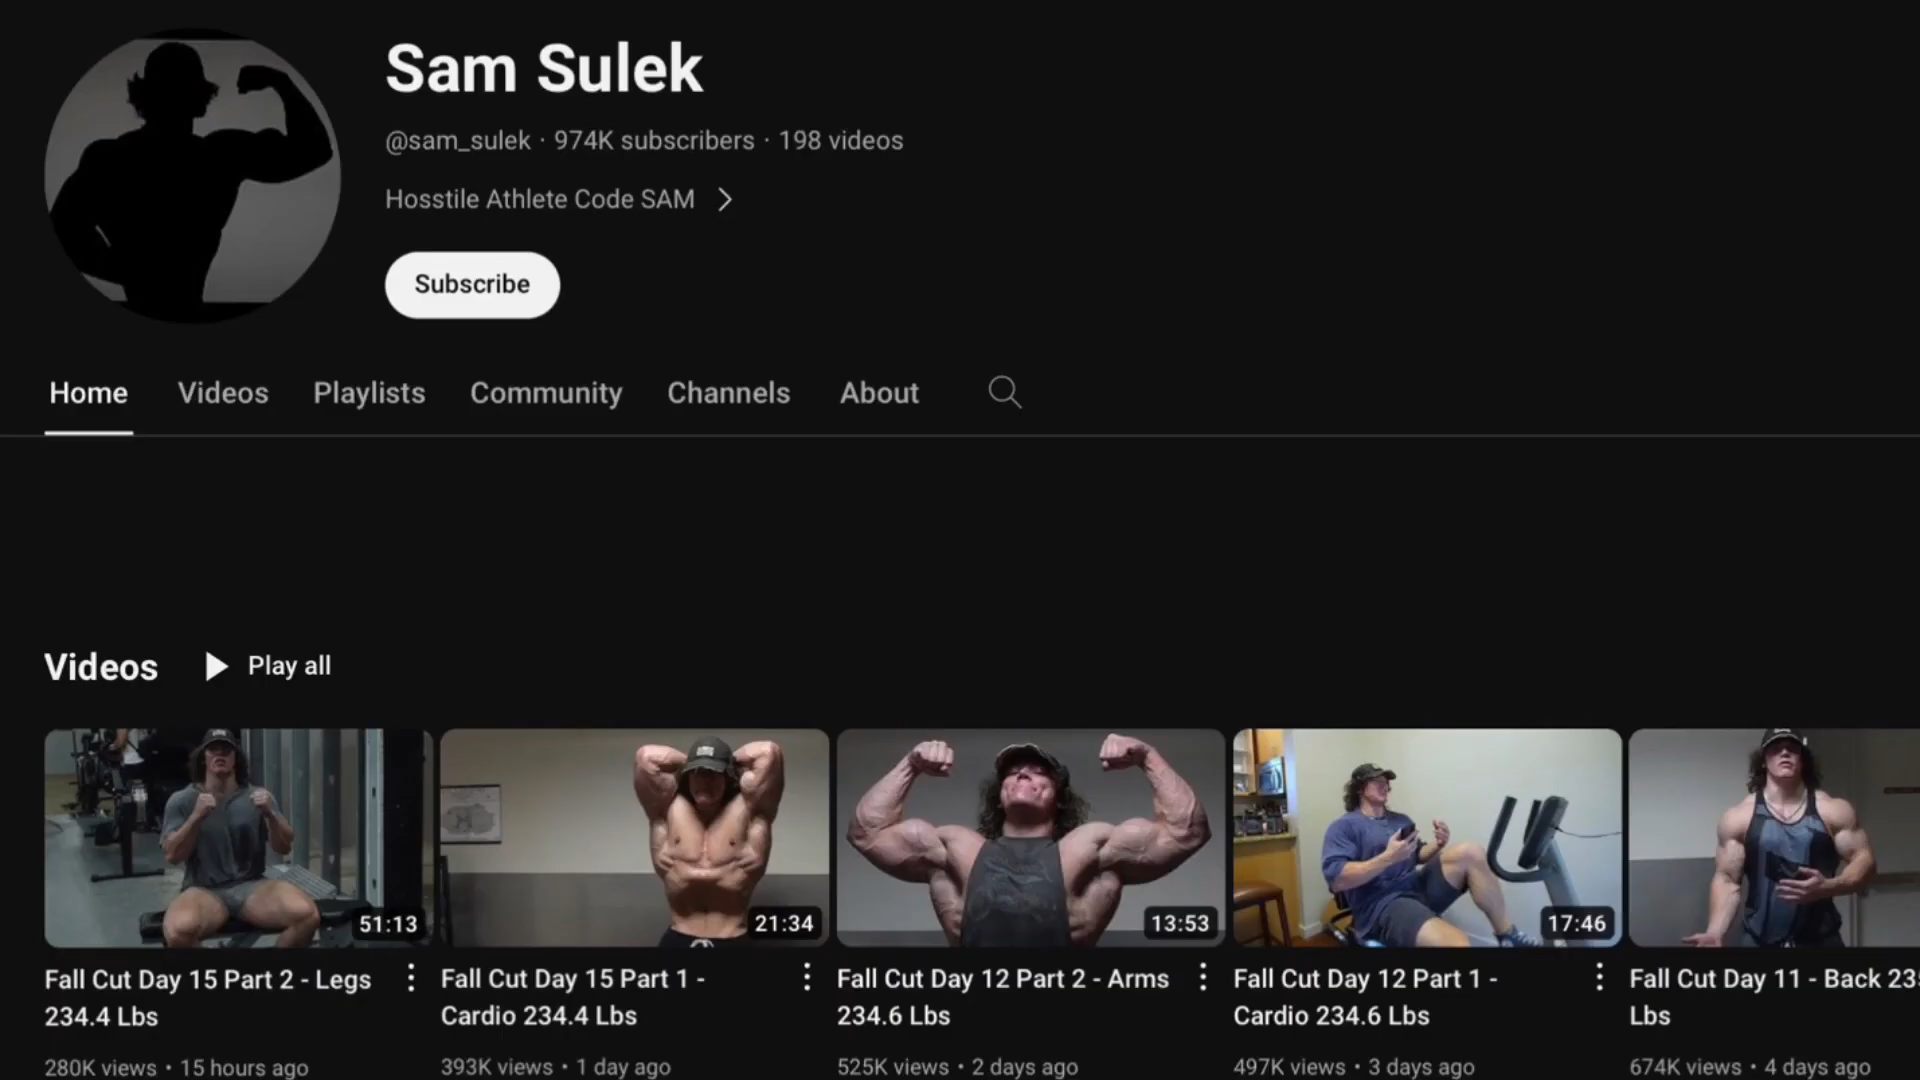 Sam Sulek
@sam_sulek · 974K subscribers · 198 videos
Hosstile Athlete Code SAM
Subscribe
Home Videos Playlists Community Channels About
Videos Play all
51:13
21:34
13:53
17:46
Fall Cut Day 15 Part 2 - Legs
234.4 Lbs
280K views • 15 hours ago
Fall Cut Day 15 Part 1 -
Cardio 234.4 Lbs
393K views • 1 day ago
Fall Cut Day 12 Part 2 - Arms
234.6 Lbs
525K views • 2 days ago
Fall Cut Day 12 Part 1 -
Cardio 234.6 Lbs
497K views • 3 days ago
Fall Cut Day 11 - Back
Lbs
674K views • 4 days ago